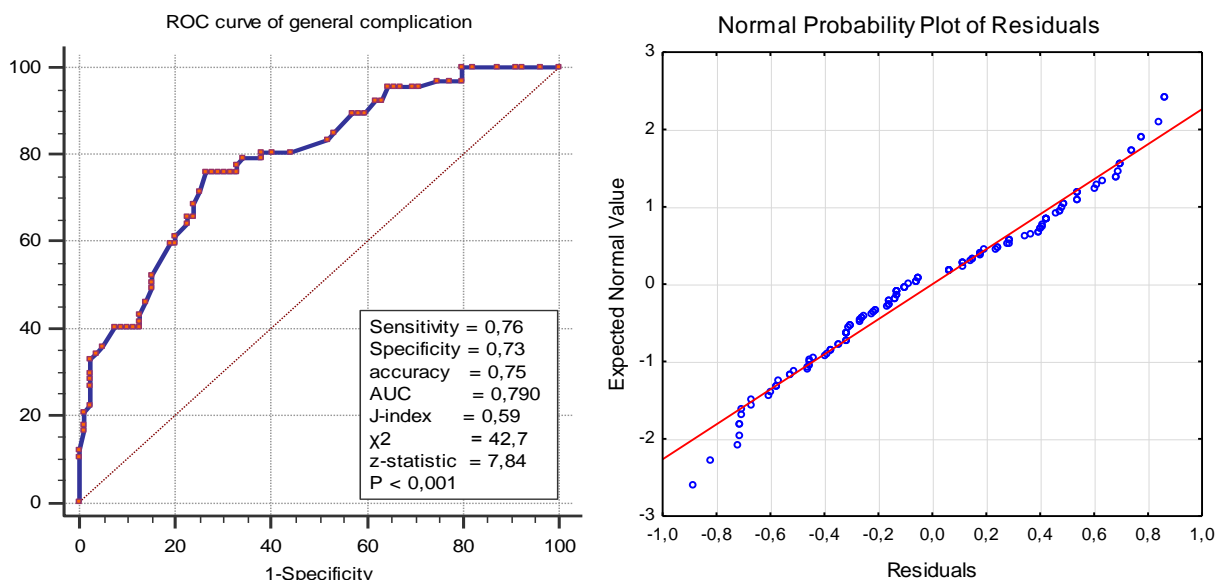 ROC curve of general complication
100
80
60
40
20
0
Sensitivity = 0,76
Specificity = 0,73
accuracy = 0,75
AUC = 0,790
J-index = 0,59
χ2 = 42,7
z-statistic = 7,84
P < 0,001
0 20 40 60 80 100
1-Specificity
Normal Probability Plot of Residuals
Expected Normal Value
3
2
1
0
-1
-2
-3
-1,0 -0,8 -0,6 -0,4 -0,2 0,0 0,2 0,4 0,6 0,8 1,0
Residuals